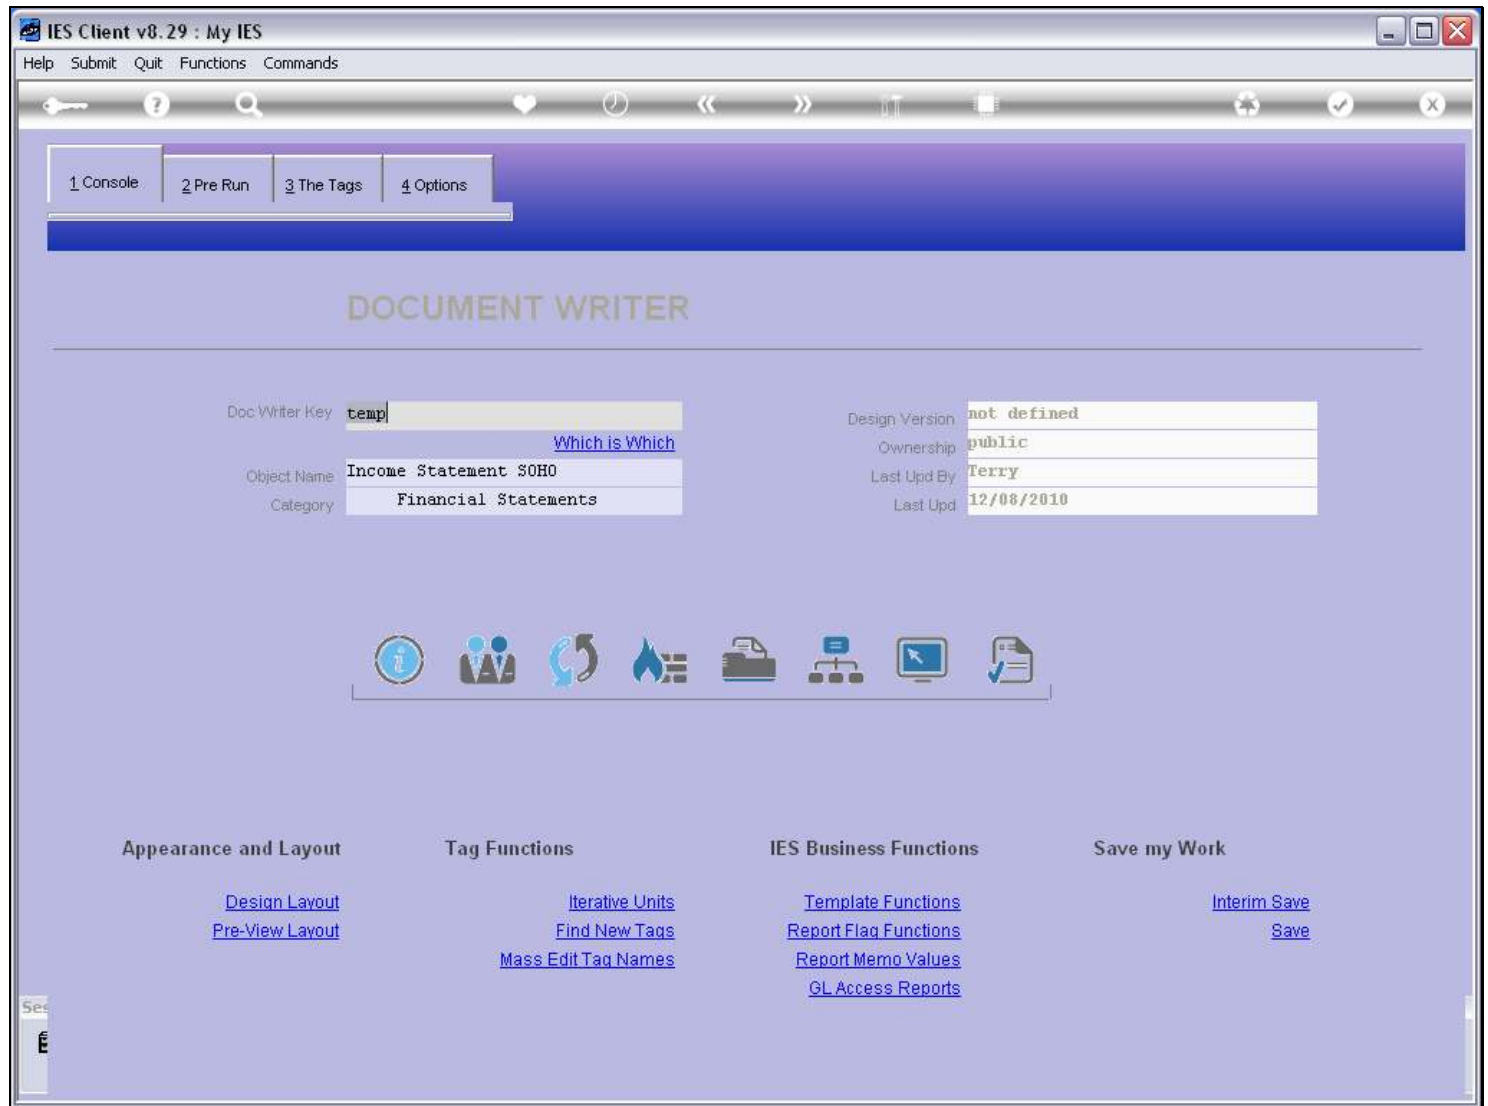 IES Client v8.29 : My IES
Help Submit Quit Functions Commands
1 Console 2 Pre Run 3 The Tags 4 Options
DOCUMENT WRITER
Doc Writer Key temp
Which is Which
Object Name Income Statement SOHO
Category Financial Statements
Design Version not defined
Ownership public
Last Upd By Terry
Last Upd 12/08/2010
Appearance and Layout
Design Layout
Pre-View Layout
Tag Functions
Iterative Units
Find New Tags
Mass Edit Tag Names
IES Business Functions
Template Functions
Report Flag Functions
Report Memo Values
GL Access Reports
Save my Work
Interim Save
Save